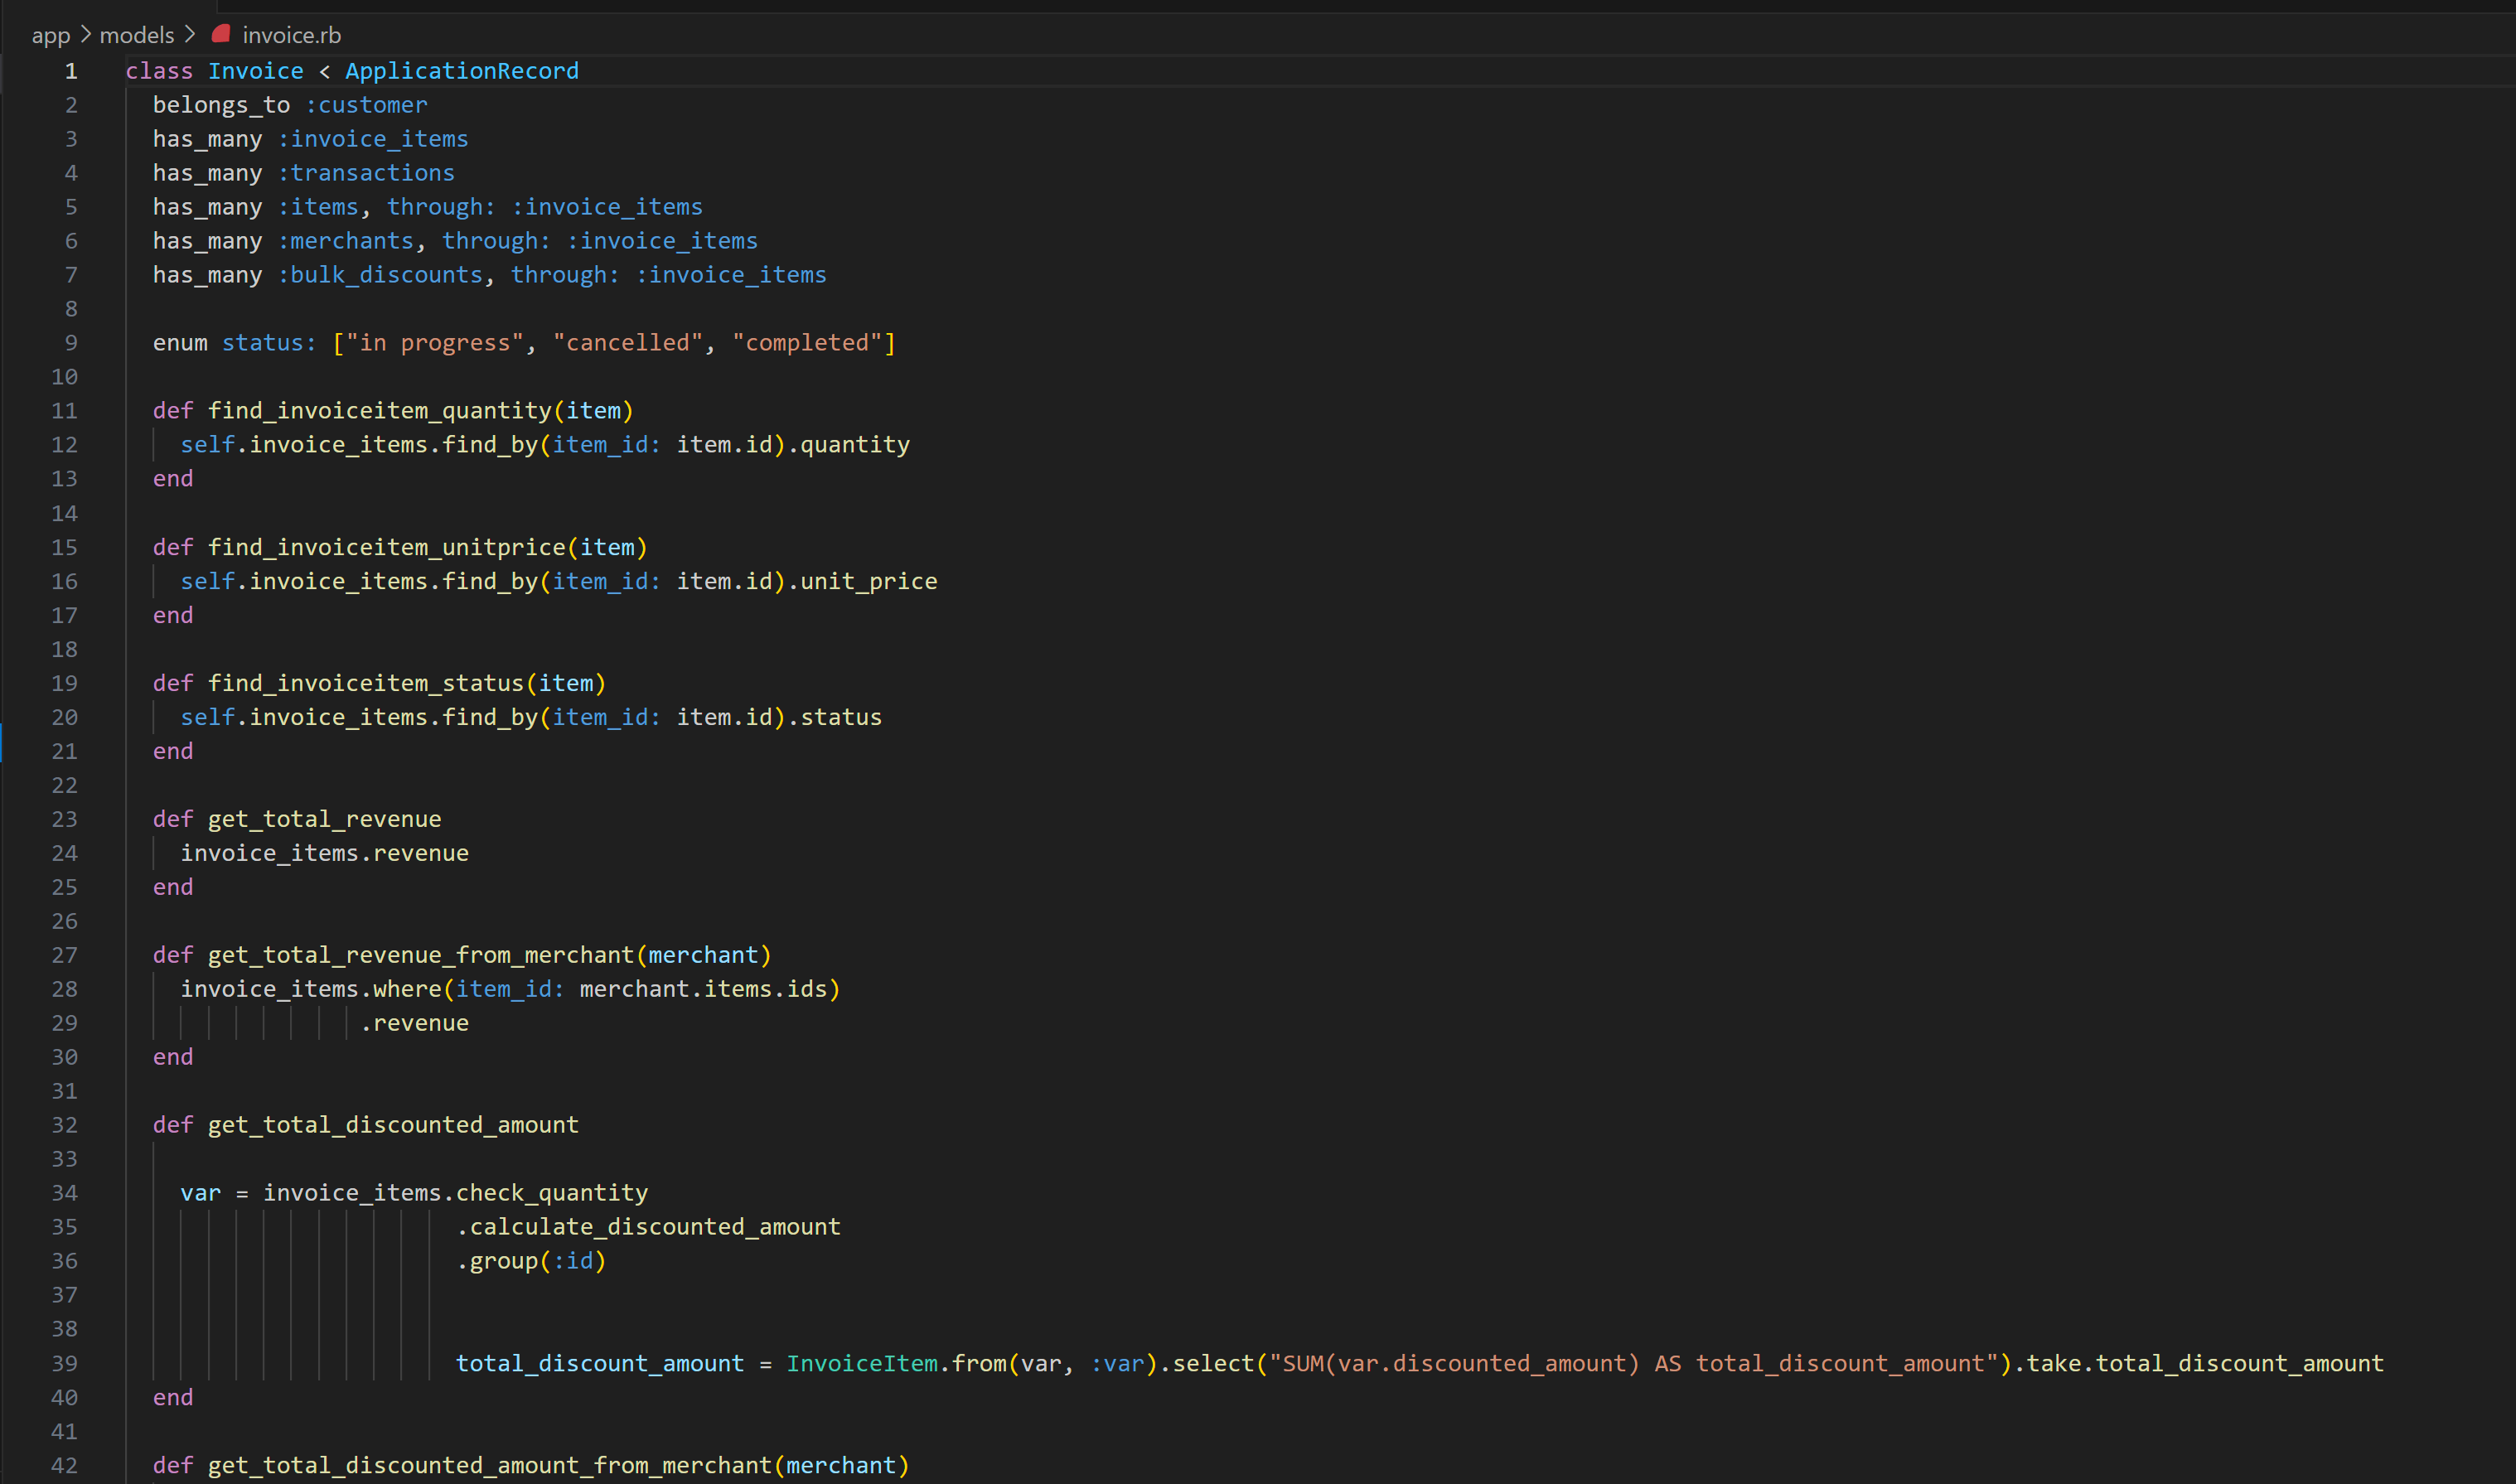 app > models > invoice.rb
1 class Invoice < ApplicationRecord
2   belongs_to :customer
3   has_many :invoice_items
4   has_many :transactions
5   has_many :items, through: :invoice_items
6   has_many :merchants, through: :invoice_items
7   has_many :bulk_discounts, through: :invoice_items
8
9   enum status: ["in progress", "cancelled", "completed"]
10
11   def find_invoiceitem_quantity(item)
12     self.invoice_items.find_by(item_id: item.id).quantity
13   end
14
15   def find_invoiceitem_unitprice(item)
16     self.invoice_items.find_by(item_id: item.id).unit_price
17   end
18
19   def find_invoiceitem_status(item)
20     self.invoice_items.find_by(item_id: item.id).status
21   end
22
23   def get_total_revenue
24     invoice_items.revenue
25   end
26
27   def get_total_revenue_from_merchant(merchant)
28     invoice_items.where(item_id: merchant.items.ids)
29                  .revenue
30   end
31
32   def get_total_discounted_amount
33
34     var = invoice_items.check_quantity
35                         .calculate_discounted_amount
36                         .group(:id)
37
38
39                         total_discount_amount = InvoiceItem.from(var, :var).select("SUM(var.discounted_amount) AS total_discount_amount").take.total_discount_amount
40   end
41
42   def get_total_discounted_amount_from_merchant(merchant)